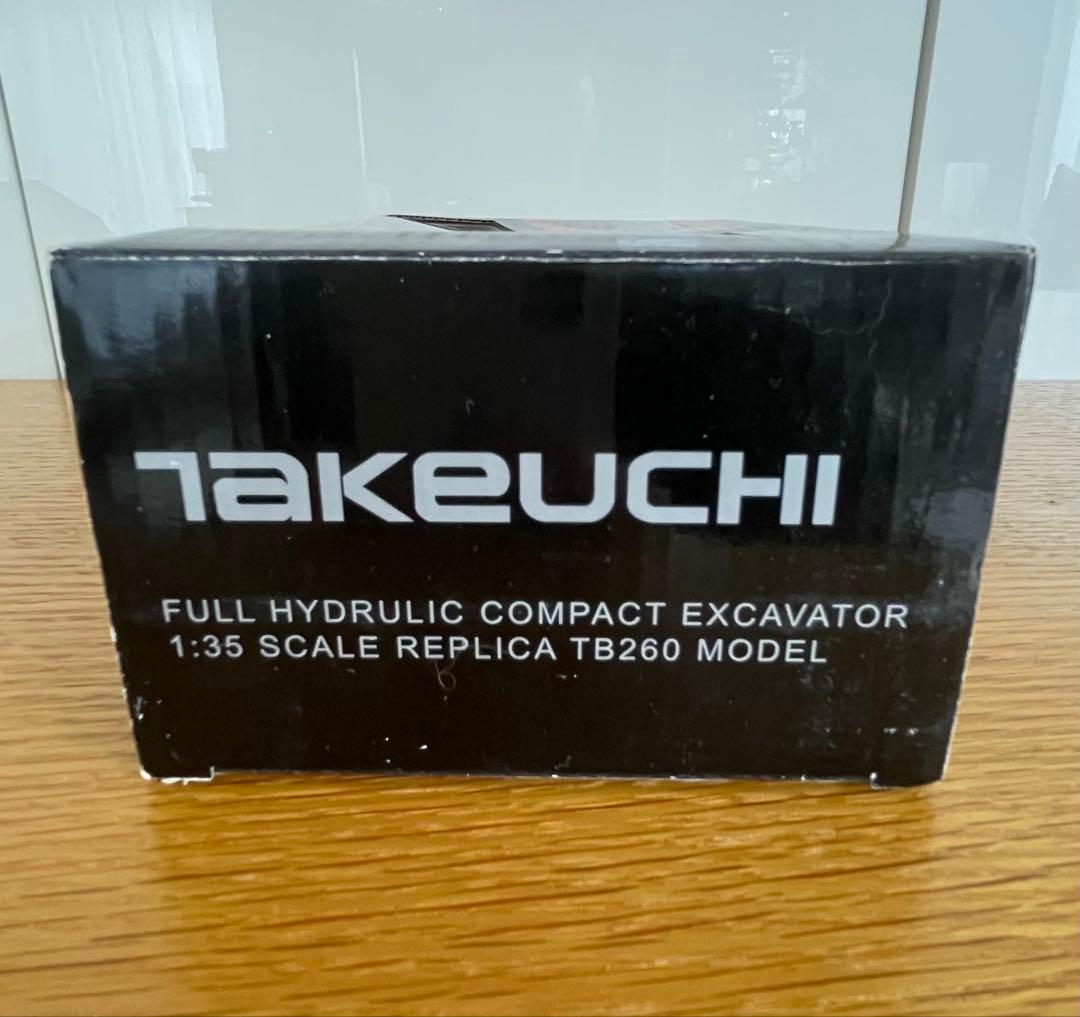 TAKEUCHI
FULL HYDRULIC COMPACT EXCAVATOR
1:35 SCALE REPLICA TB260 MODEL